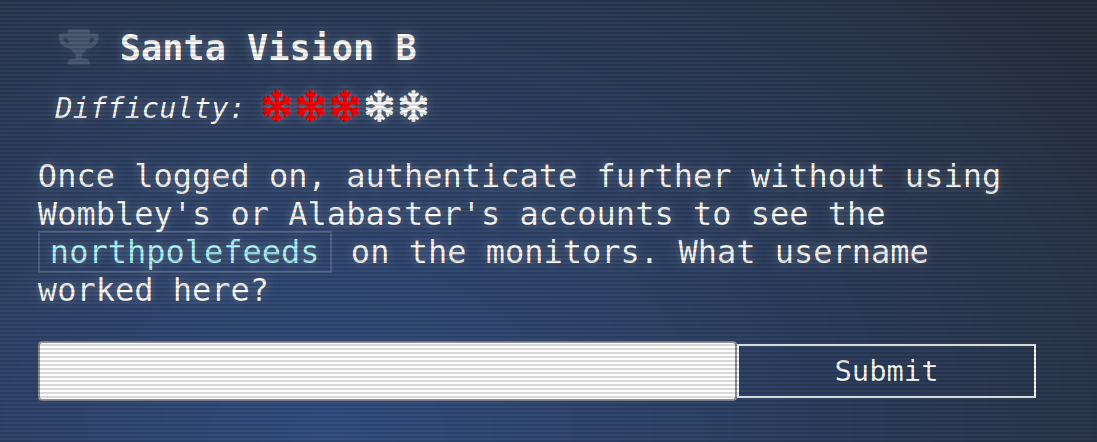 Santa Vision B
Difficulty:
Once logged on, authenticate further without using
Wombley's or Alabaster's accounts to see the
northpolefeeds on the monitors. What username
worked here?
Submit